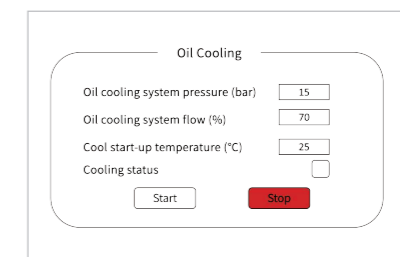 Oil Cooling
Oil cooling system pressure (bar) 15
Oil cooling system flow (%) 70
Cool start-up temperature (°C) 25
Cooling status
Start Stop